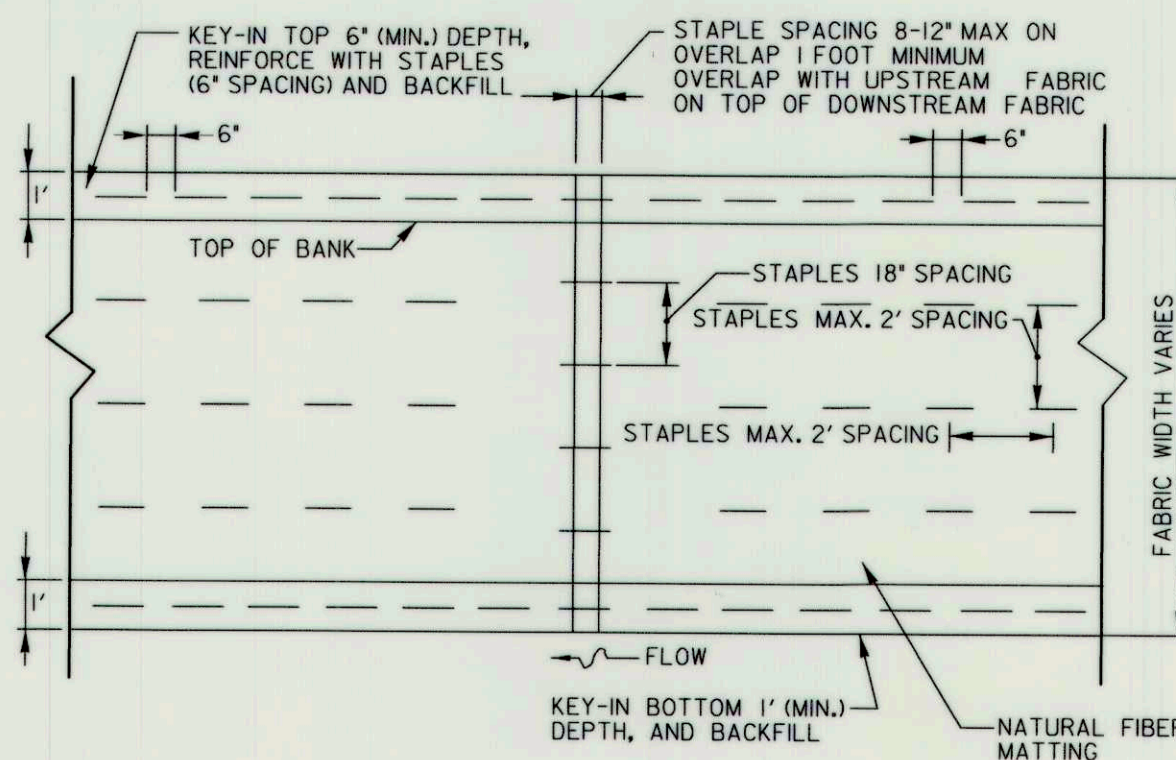 KEY-IN TOP 6" (MIN.) DEPTH,
REINFORCE WITH STAPLES
(6" SPACING) AND BACKFILL
STAPLE SPACING 8-12" MAX ON
OVERLAP 1 FOOT MINIMUM
OVERLAP WITH UPSTREAM FABRIC
ON TOP OF DOWNSTREAM FABRIC
6"
6"
1'
TOP OF BANK
STAPLES 18" SPACING
STAPLES MAX. 2' SPACING
STAPLES MAX. 2' SPACING
FABRIC WIDTH VARIES
1'
FLOW
KEY-IN BOTTOM 1' (MIN.)
DEPTH, AND BACKFILL
NATURAL FIBER
MATTING